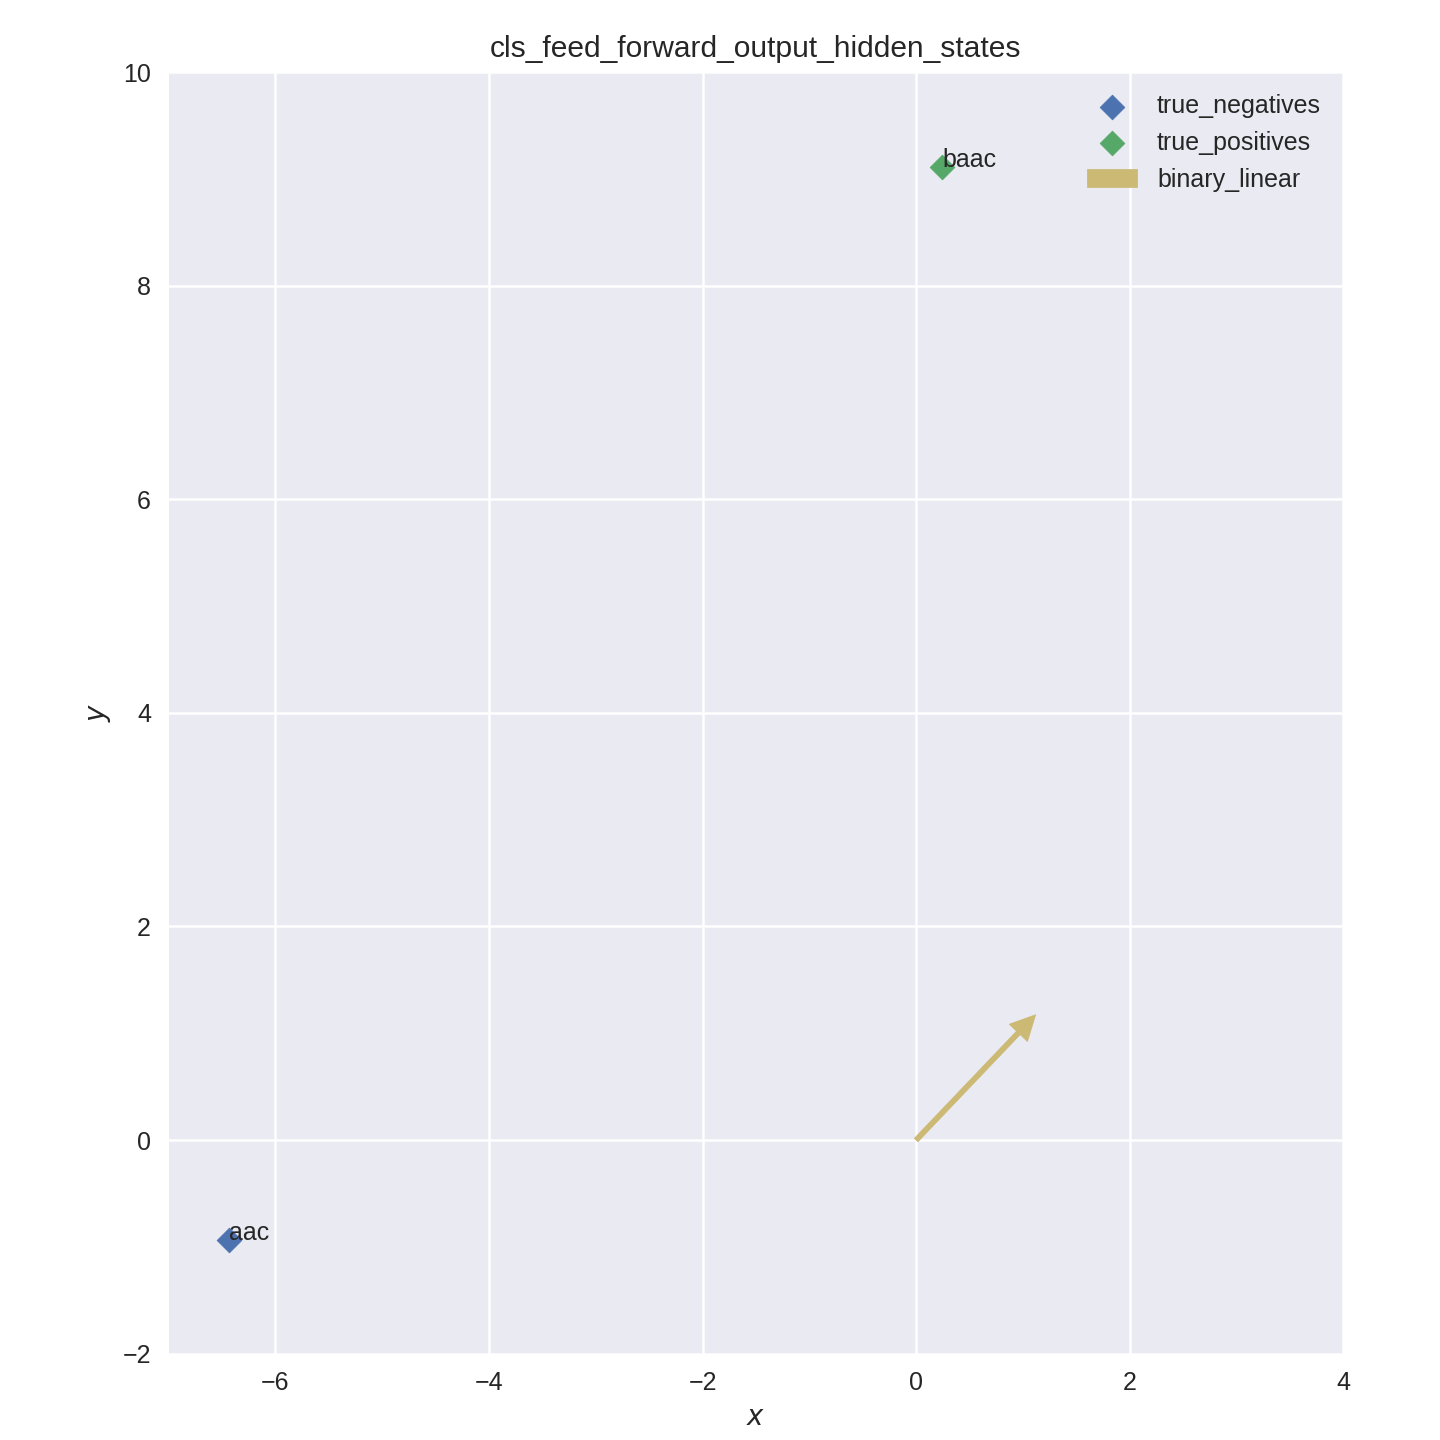 cls_feed_forward_output_hidden_states
10
8
6
4
2
0
−2
y
true_negatives
true_positives
binary_linear
baac
aac
−6
−4
−2
0
2
4
x